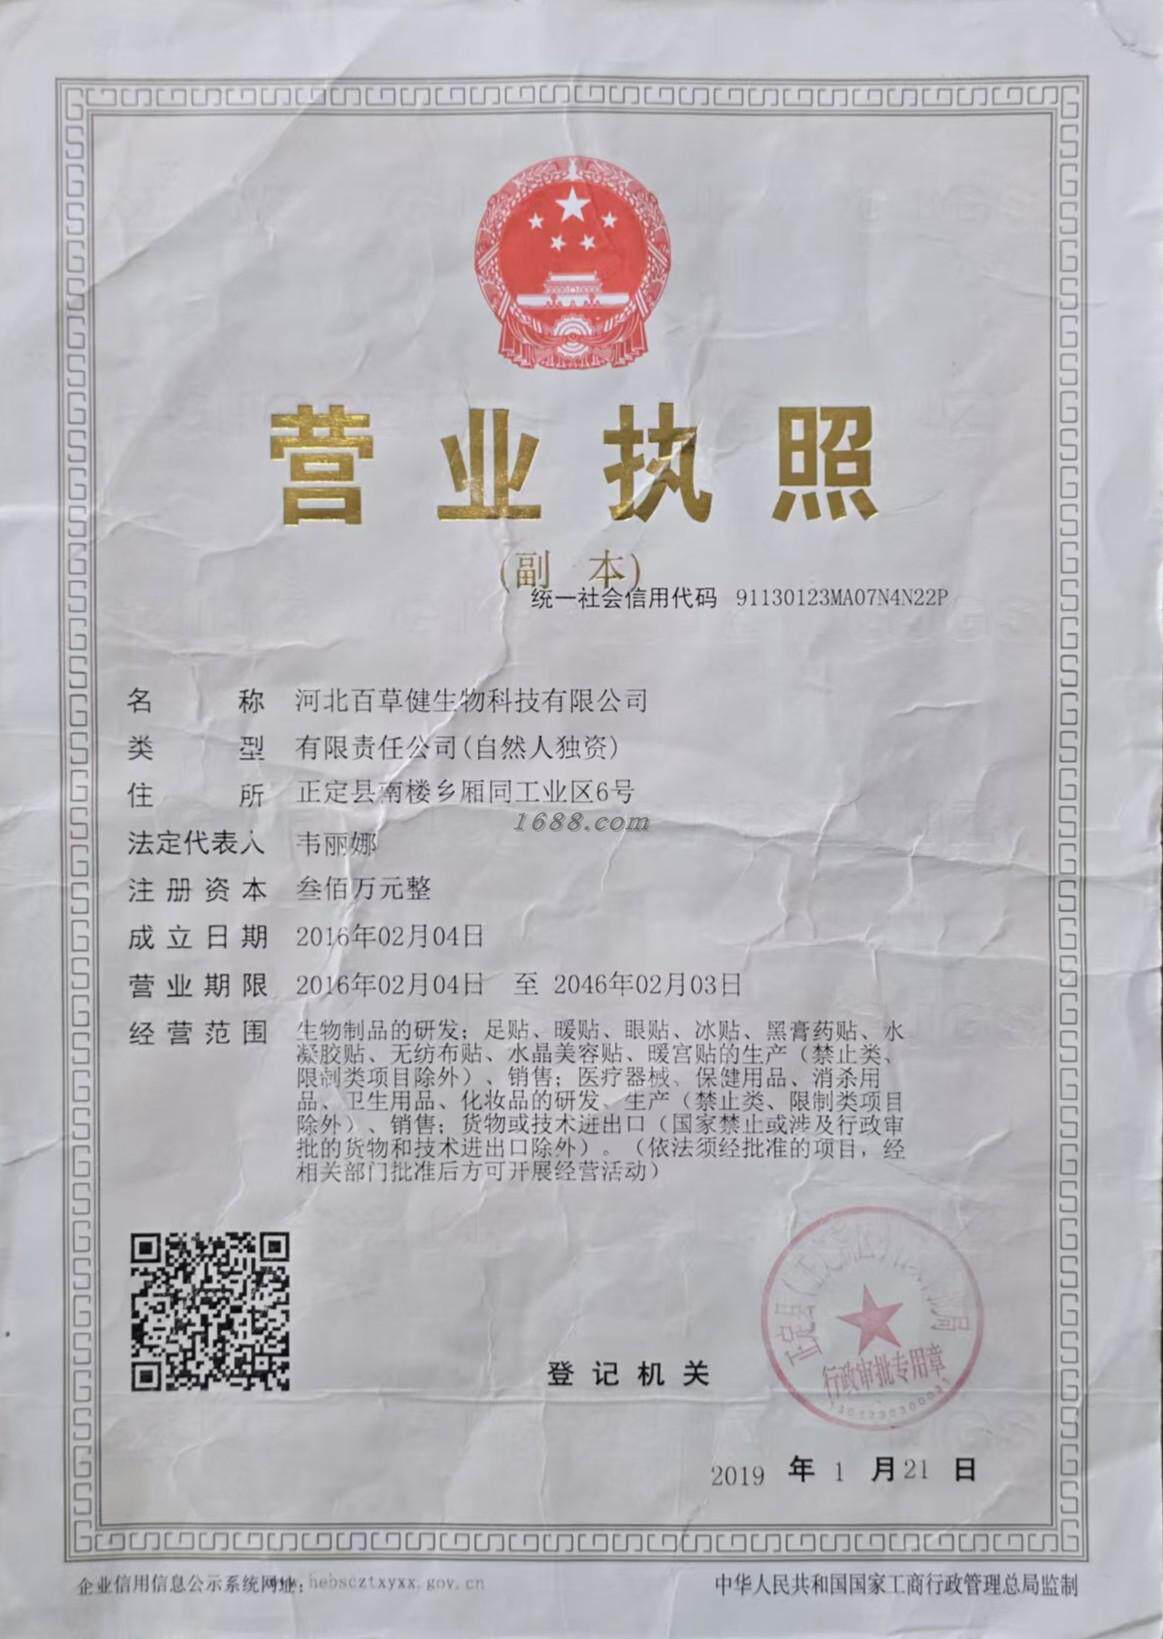 营业执照
(副 本)
统一社会信用代码 91130123MA07N4N22P
名 称 河北百草健生物科技有限公司
类 型 有限责任公司(自然人独资)
住 所 正定县南楼乡厢同工业区6号
1688.com
法定代表人 韦丽娜
注册资本 叁佰万元整
成立日期 2016年02月04日
营业期限 2016年02月04日 至 2046年02月03日
经营范围 生物制品的研发；足贴、暖贴、眼贴、冰贴、黑膏药贴、水
凝胶贴、无纺布贴、水晶美容贴、暖宫贴的生产（禁止类、
限制类项目除外）、销售；医疗器械、保健用品、消杀用
品、卫生用品、化妆品的研发、生产（禁止类、限制类项目
除外）、销售；货物或技术进出口（国家禁止或涉及行政审
批的货物和技术进出口除外）。（依法须经批准的项目，经
相关部门批准后方可开展经营活动）
登记机关
正定县
局
行政审批专用章
2019 年 1 月 21 日
企业信用信息公示系统网址: hebscztxyxx.gov.cn
中华人民共和国国家工商行政管理总局监制